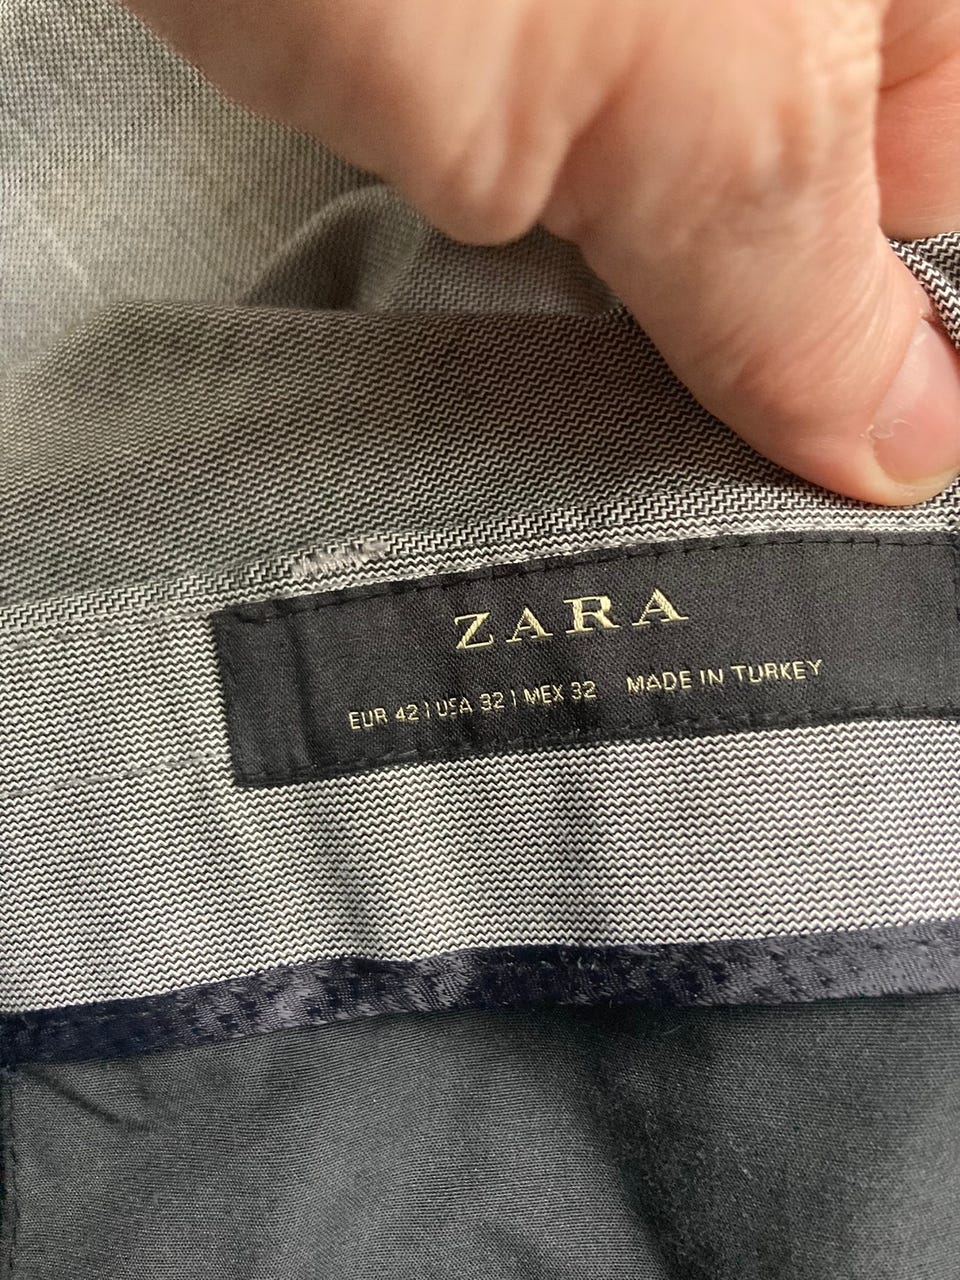 ZARA
EUR 42 | USA 32 | MEX 32 MADE IN TURKEY